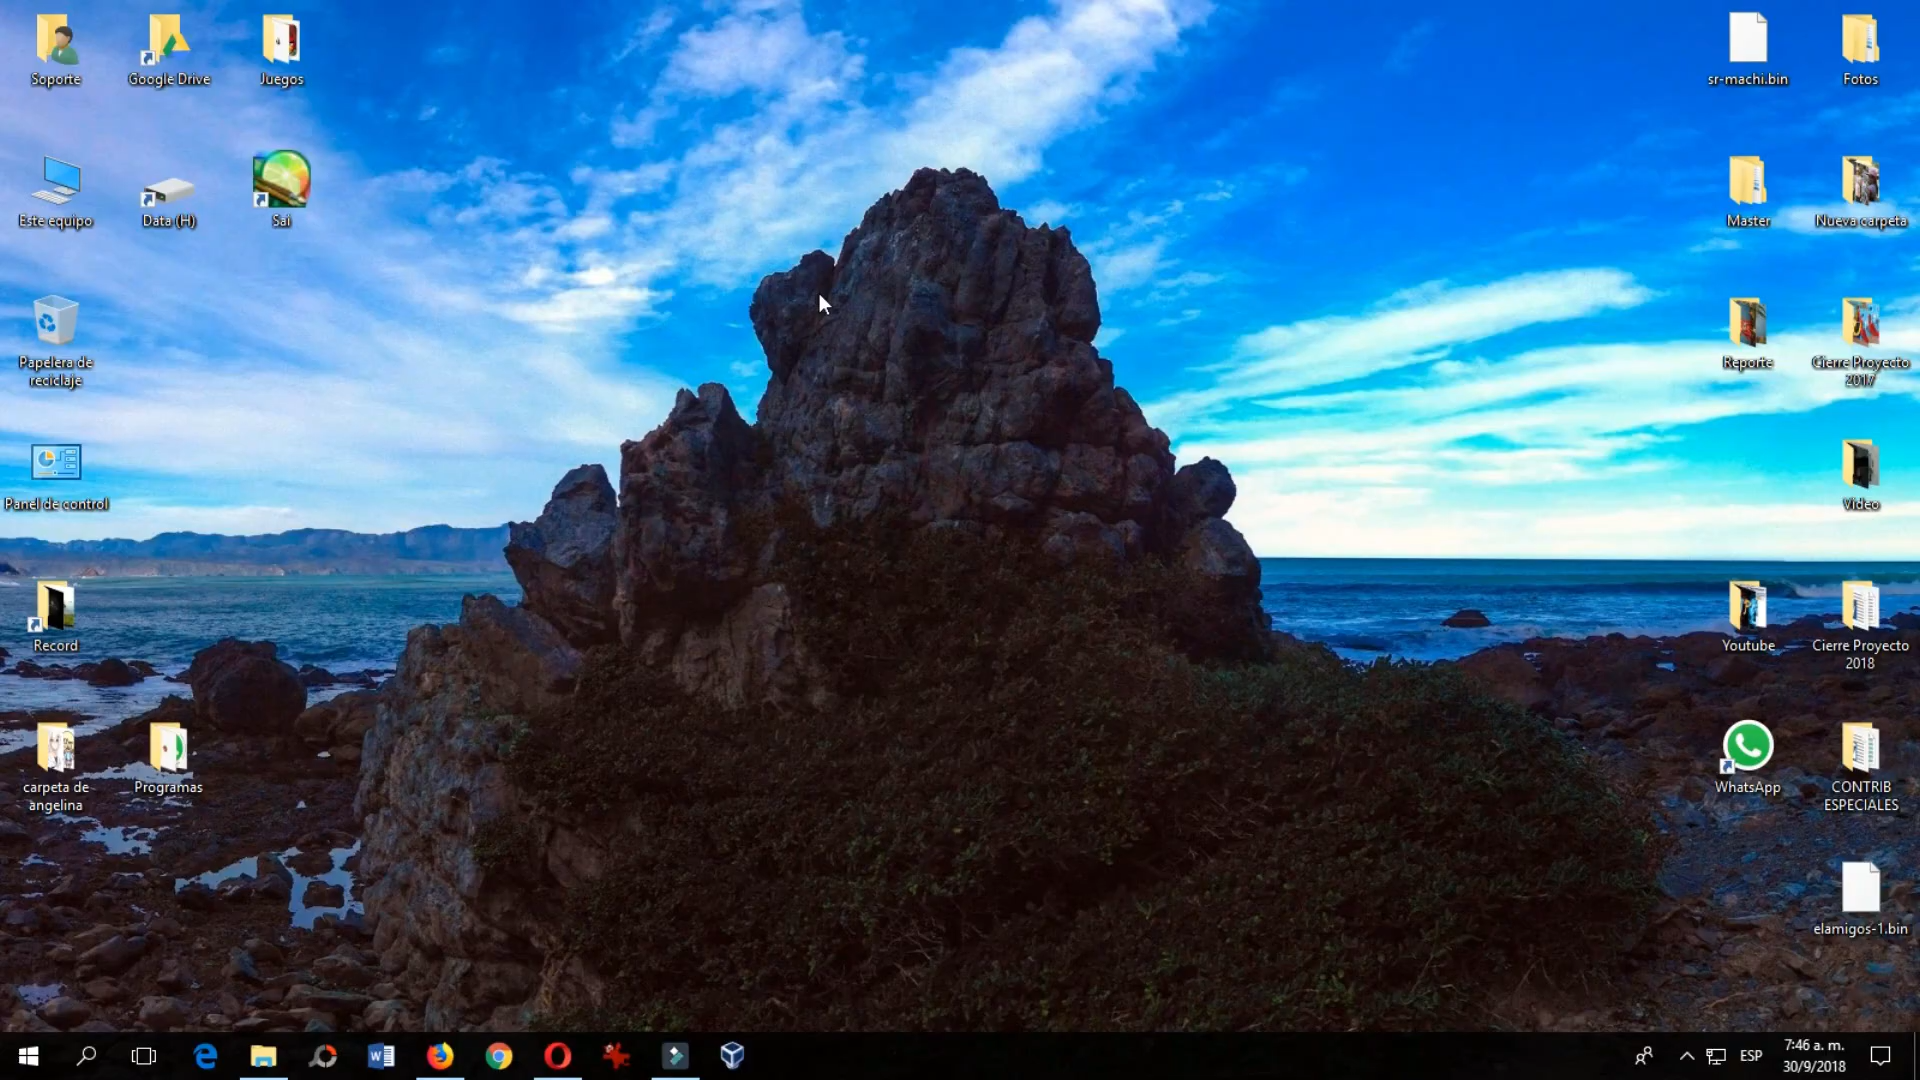 Soporte
Google Drive
Juegos
sr-machi.bin
Fotos
Este equipo
Data (H)
Sai
Master
Nueva carpeta
Papelera de
reciclaje
Reporte
Cierre Proyecto
2017
Panel de control
Video
Record
Youtube
Cierre Proyecto
2018
carpeta de
angelina
Programas
WhatsApp
CONTRIB
ESPECIALES
elamigos-1.bin
ESP
7:46 a. m.
30/9/2018